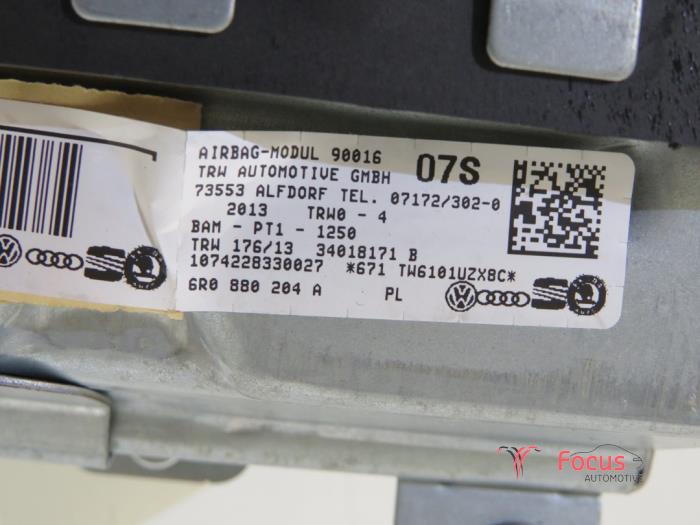 AIRBAG-MODUL 90016 07S
TRW AUTOMOTIVE GMBH
73553 ALFDORF TEL. 07172/302-0
2013 TRW0 - 4
BAM - PT1 - 1250
TRW 176/13 34018171 B
1074228330027 *671 TW6101UZX8C*
6R0 880 204 A PL
Focus
AUTOMOTIVE